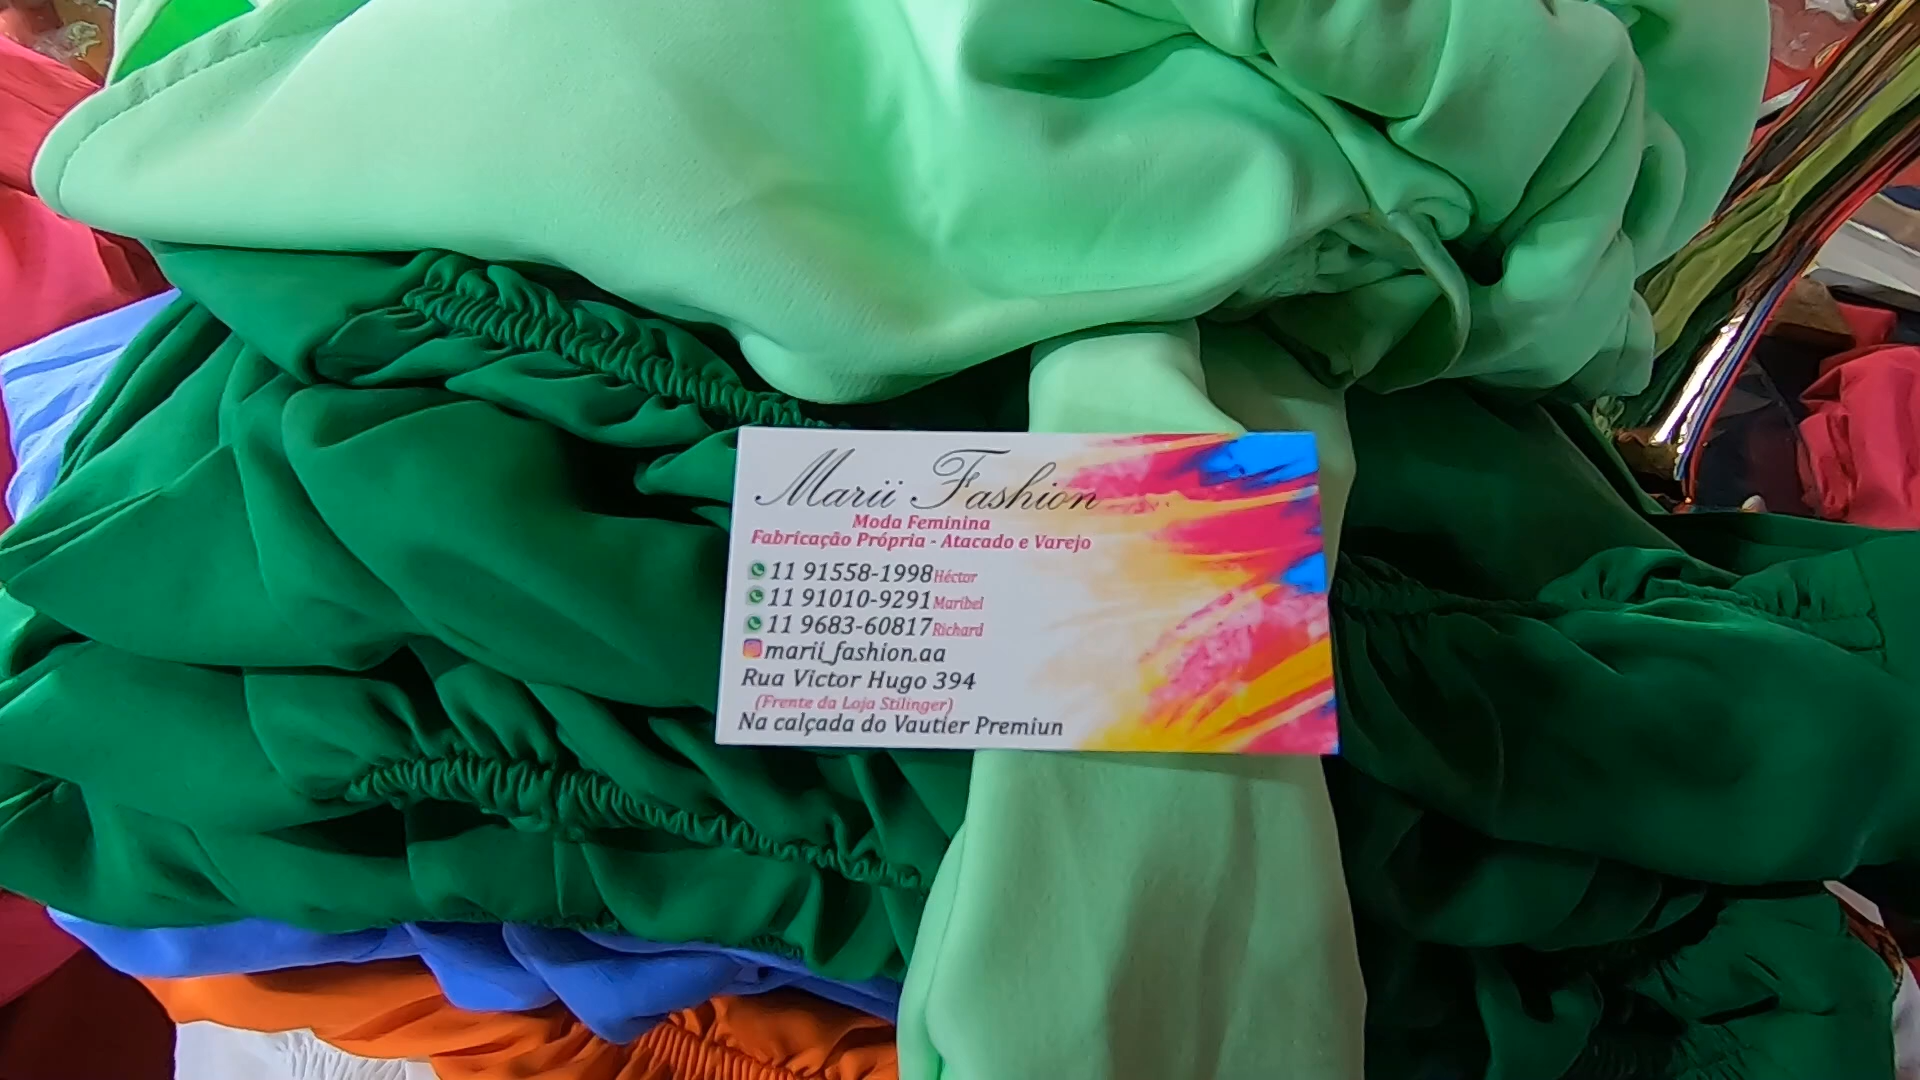 Marii Fashion
Moda Feminina
Fabricação Própria - Atacado e Varejo
11 91558-1998 Héctor
11 91010-9291 Maribel
11 9683-60817 Richard
marii_fashion.aa
Rua Victor Hugo 394
(Frente da Loja Stilinger)
Na calçada do Vautier Premiun